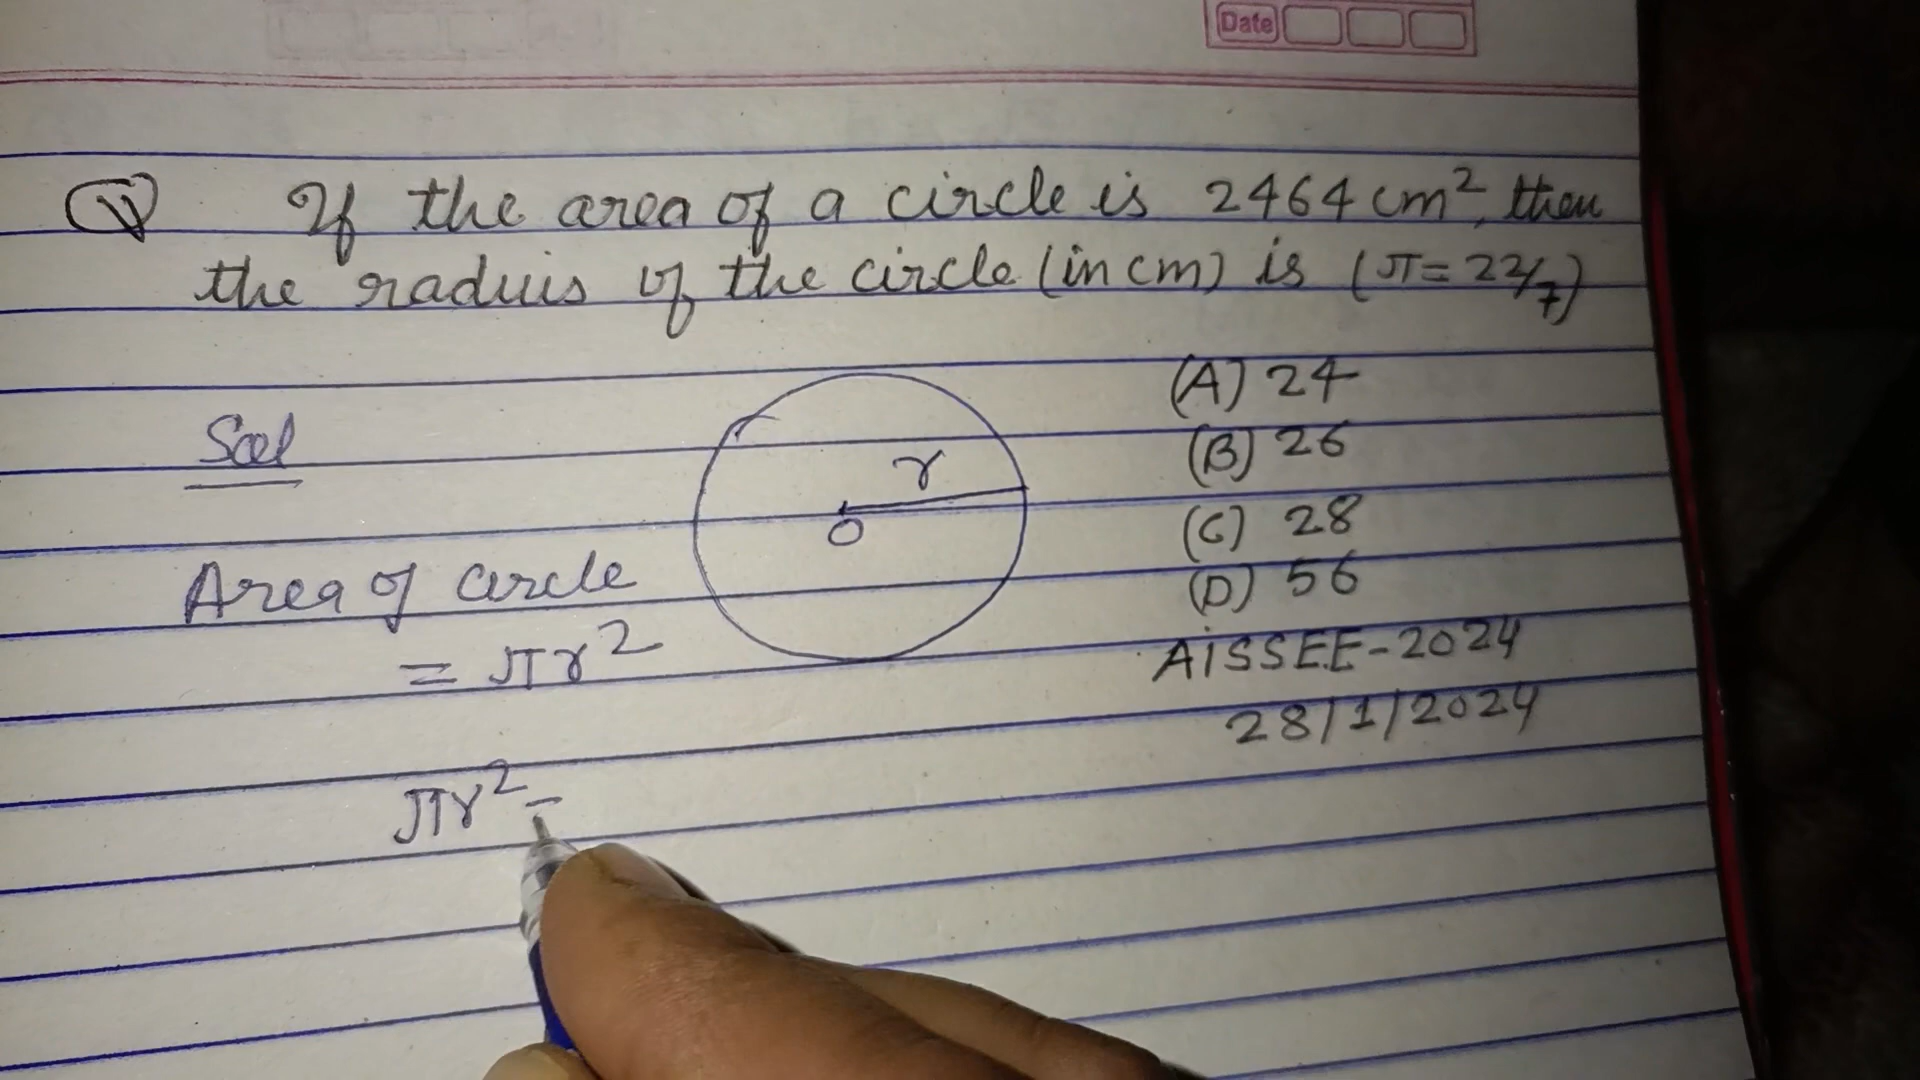 Date
Q If the area of a circle is 2464 cm², then
the radius of the circle (in cm) is (π = 22/7)
(A) 24
(B) 26
(C) 28
(D) 56
AISSEE-2024
28/1/2024
Sol
r
O
Area of circle
= πr²
πr² =